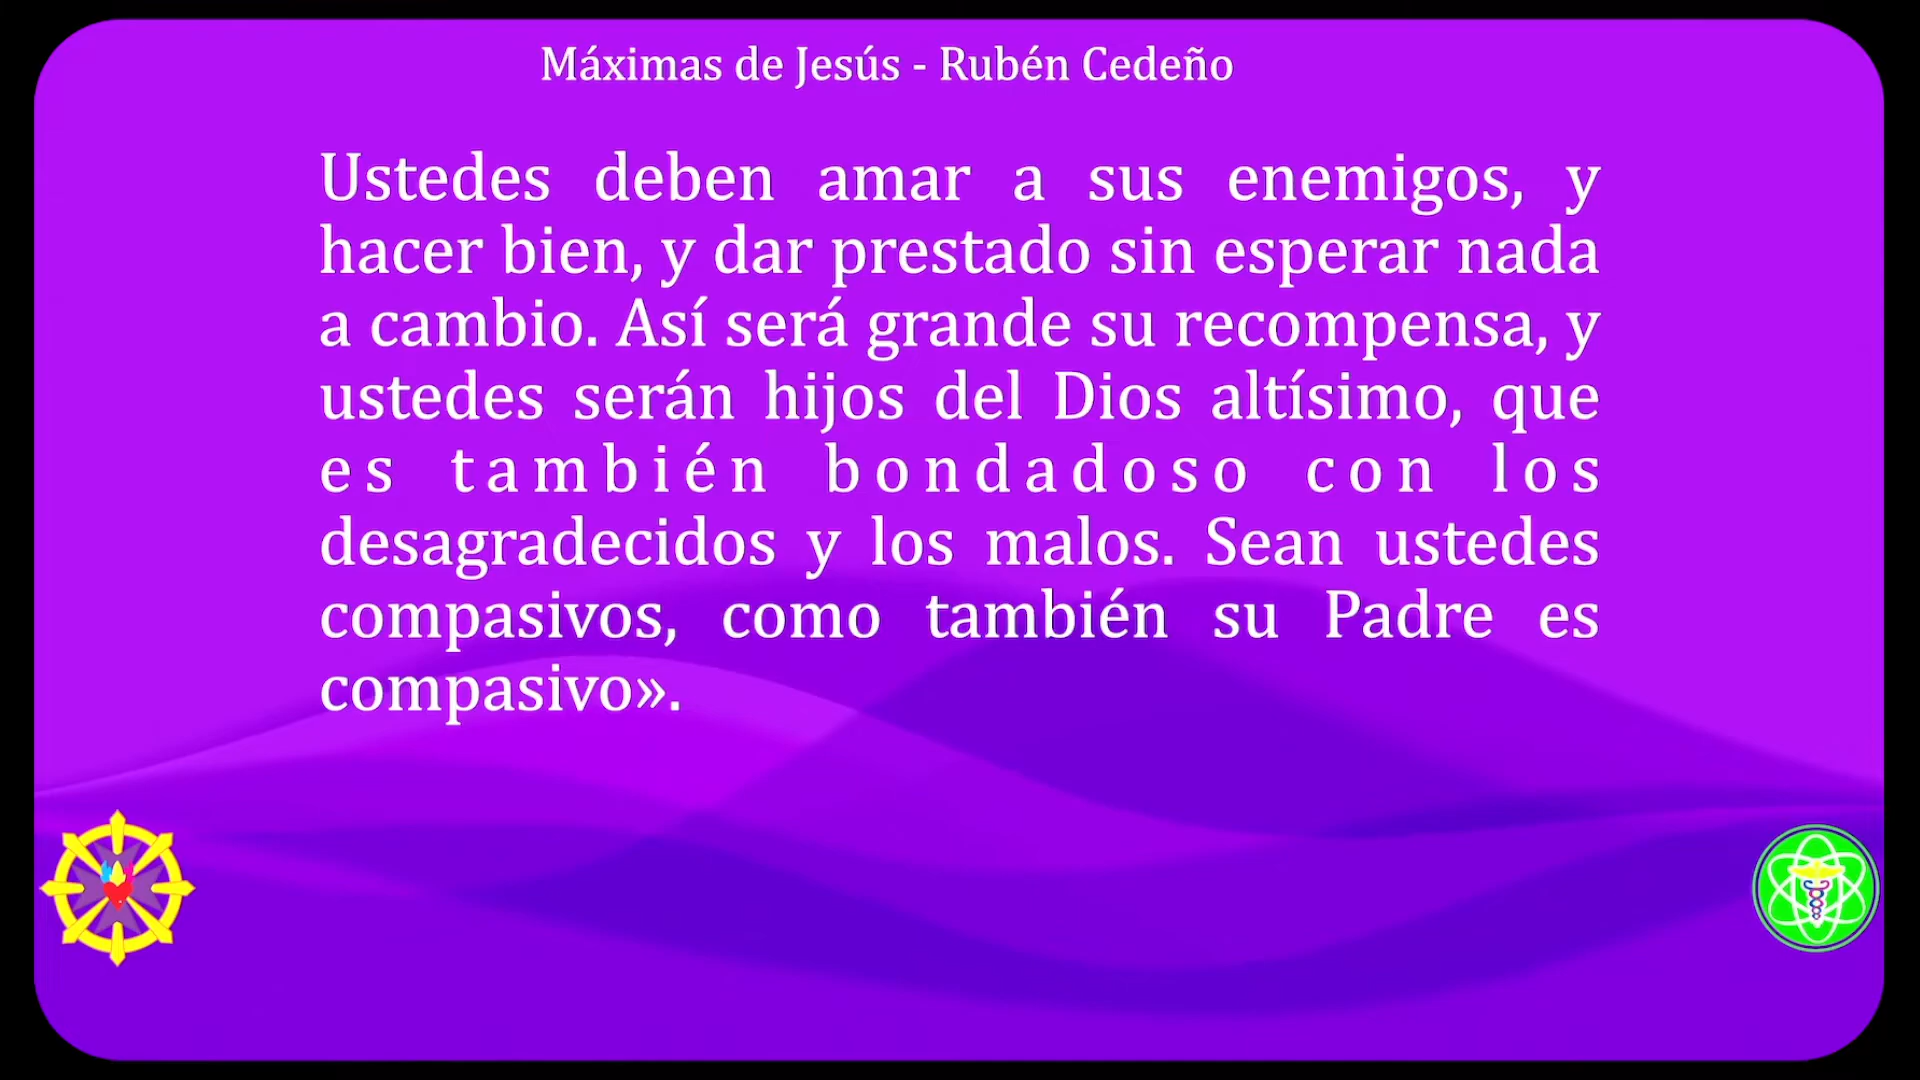 Máximas de Jesús - Rubén Cedeño
Ustedes deben amar a sus enemigos, y
hacer bien, y dar prestado sin esperar nada
a cambio. Así será grande su recompensa, y
ustedes serán hijos del Dios altísimo, que
es también bondadoso con los
desagradecidos y los malos. Sean ustedes
compasivos, como también su Padre es
compasivo».